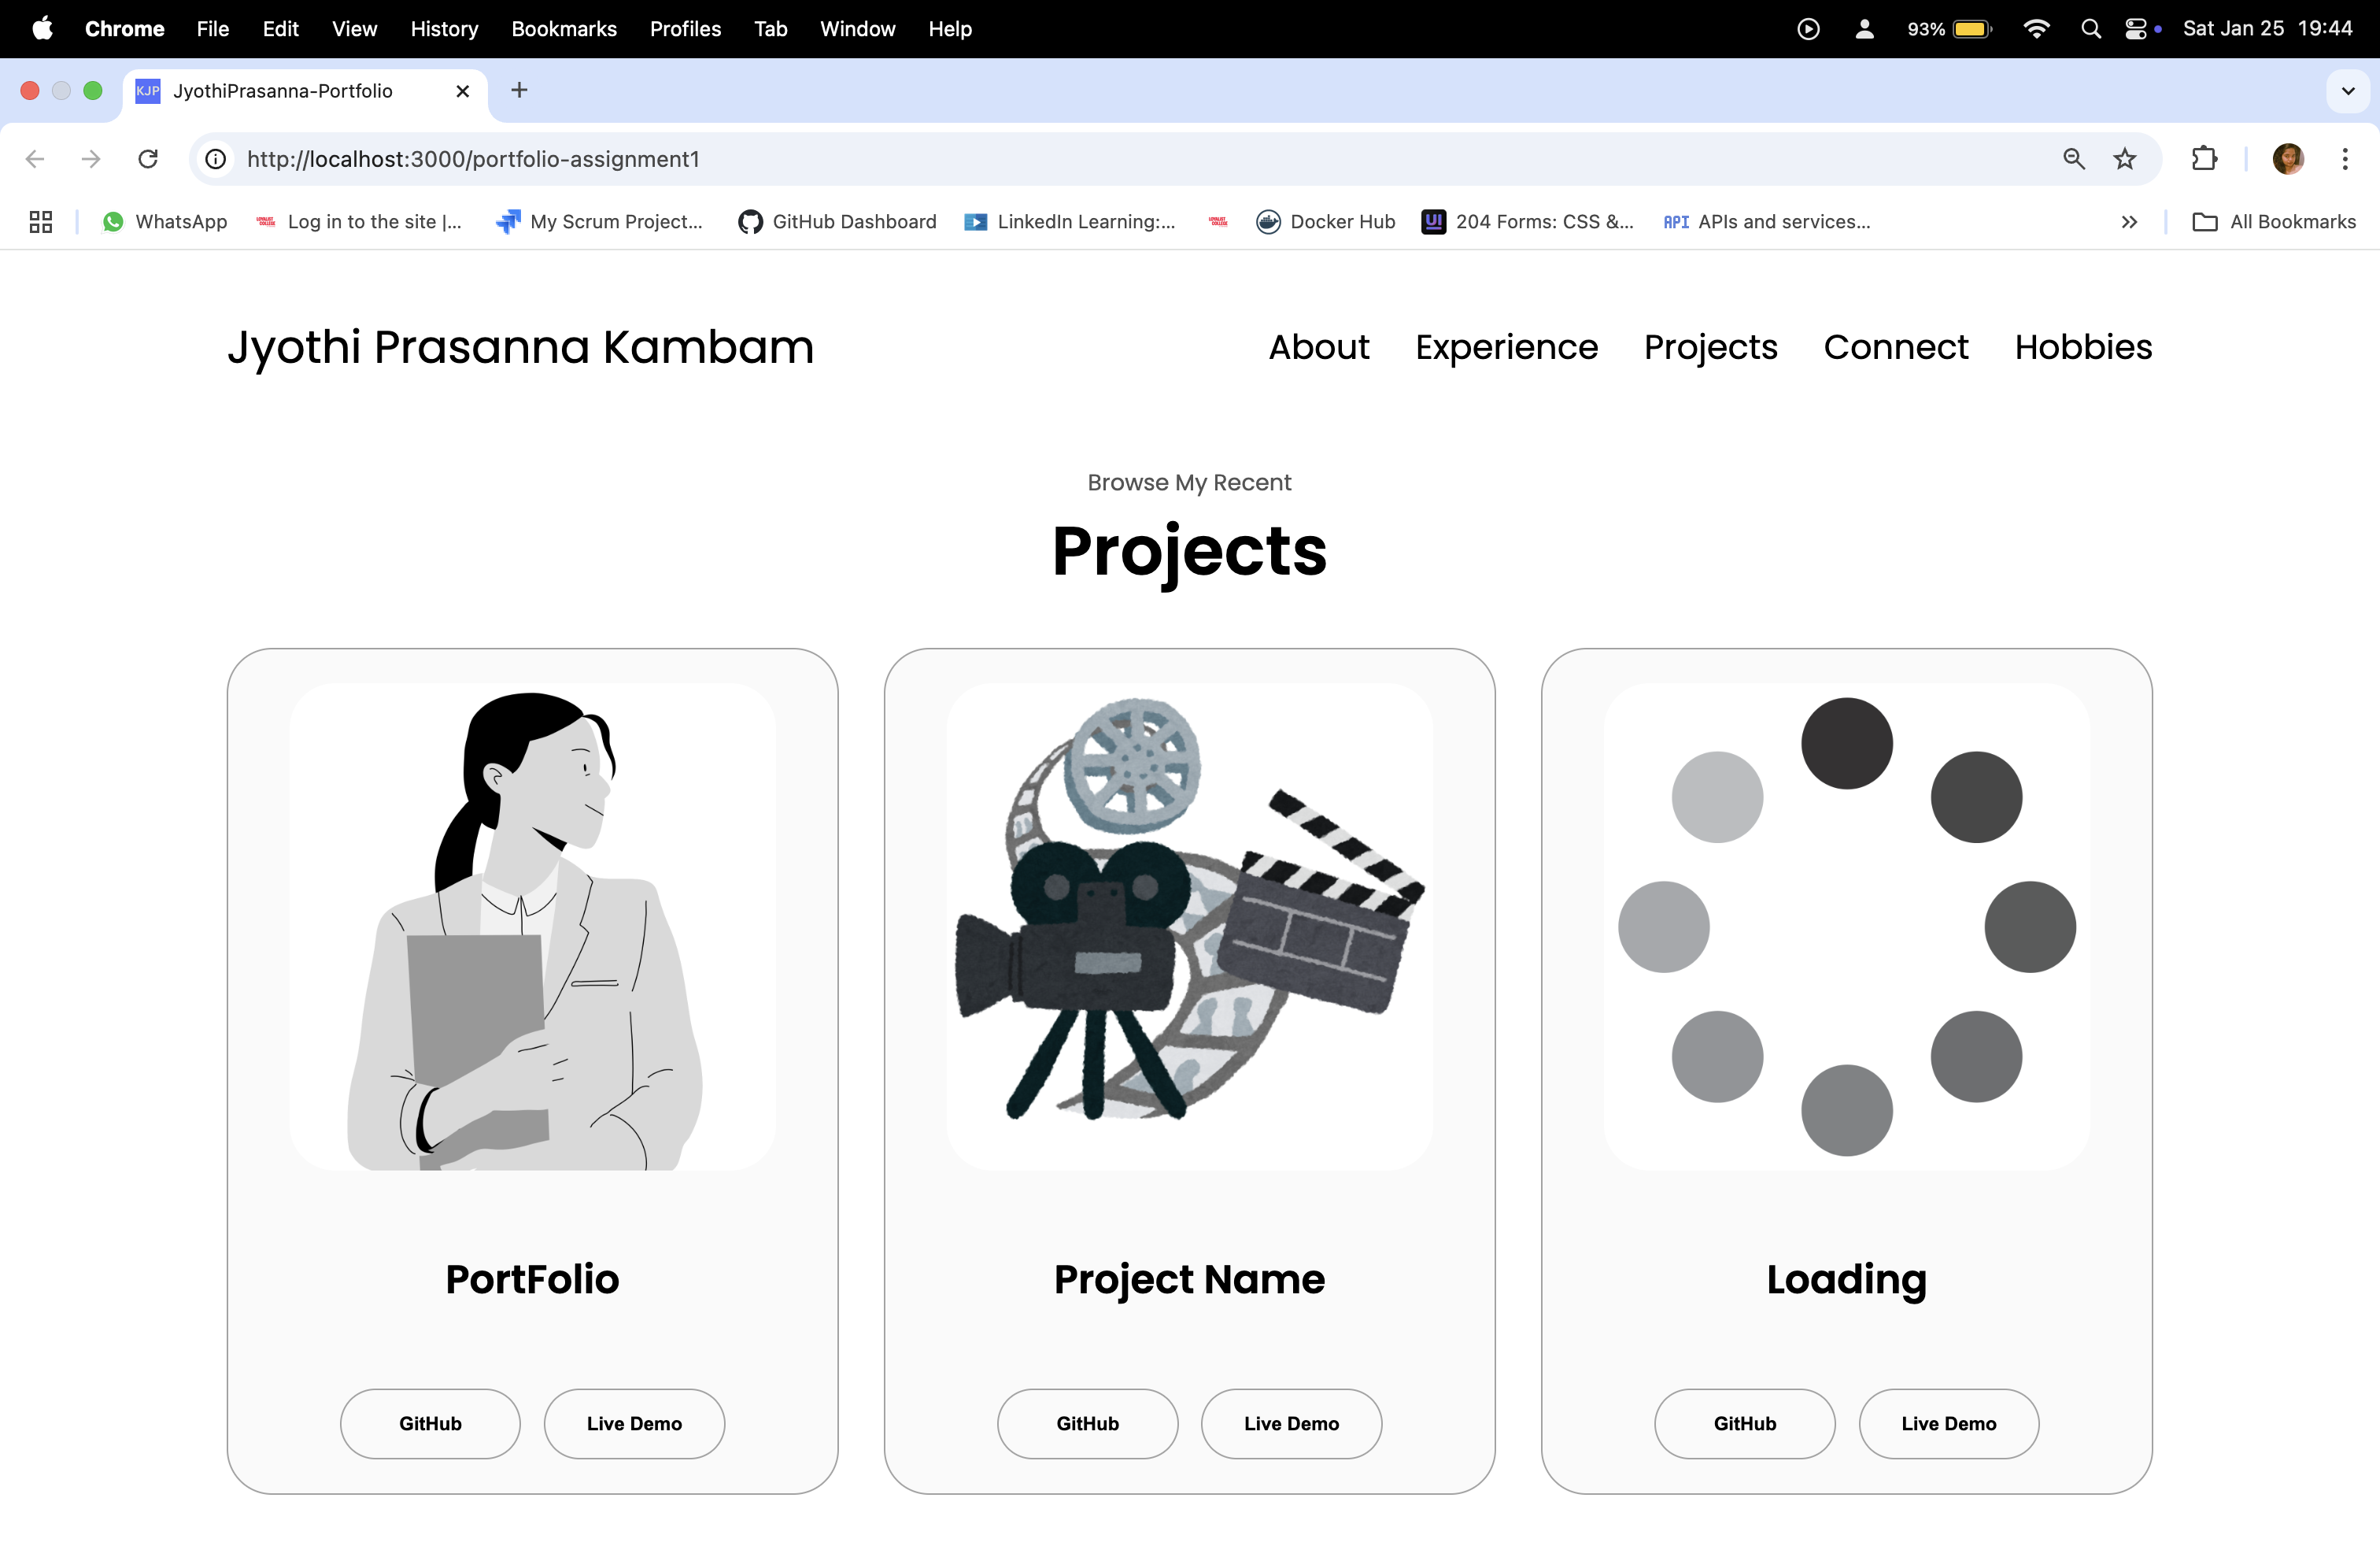 Chrome File Edit View History Bookmarks Profiles Tab Window Help 93% Sat Jan 25 19:44
KJP JyothiPrasanna-Portfolio
http://localhost:3000/portfolio-assignment1
WhatsApp Log in to the site |... My Scrum Project... GitHub Dashboard LinkedIn Learning:... Docker Hub UI 204 Forms: CSS &... API APIs and services... All Bookmarks
Jyothi Prasanna Kambam About Experience Projects Connect Hobbies
Browse My Recent
Projects
PortFolio Project Name Loading
GitHub Live Demo GitHub Live Demo GitHub Live Demo